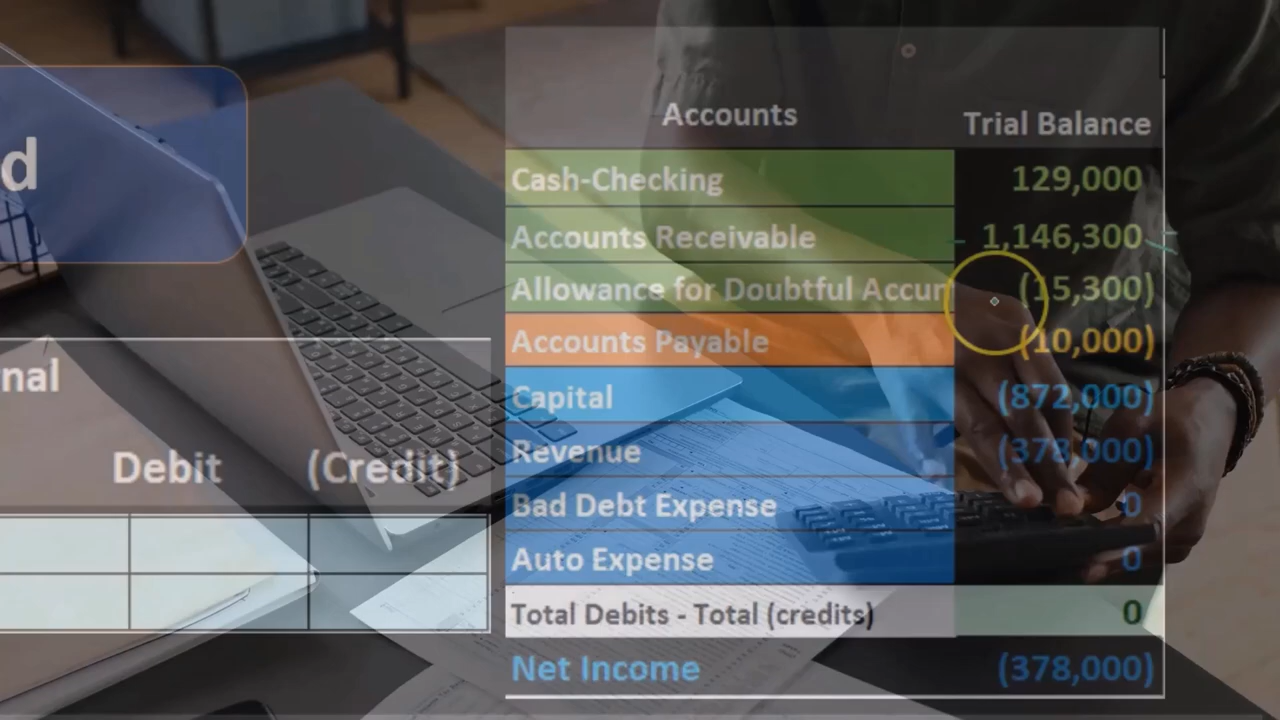 d
nal
Debit (Credit)
Accounts Trial Balance
Cash-Checking 129,000
Accounts Receivable 1,146,300
Allowance for Doubtful Accun (15,300)
Accounts Payable (10,000)
Capital (872,000)
Revenue (378,000)
Bad Debt Expense 0
Auto Expense 0
Total Debits - Total (credits) 0
Net Income (378,000)